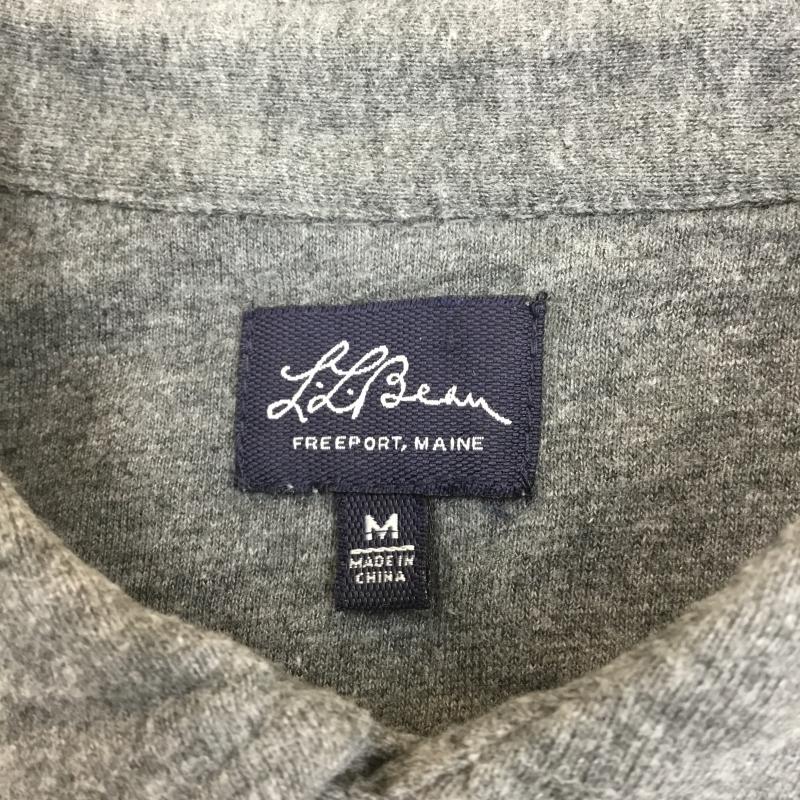 L.L.Bean
FREEPORT, MAINE
M
MADE IN
CHINA